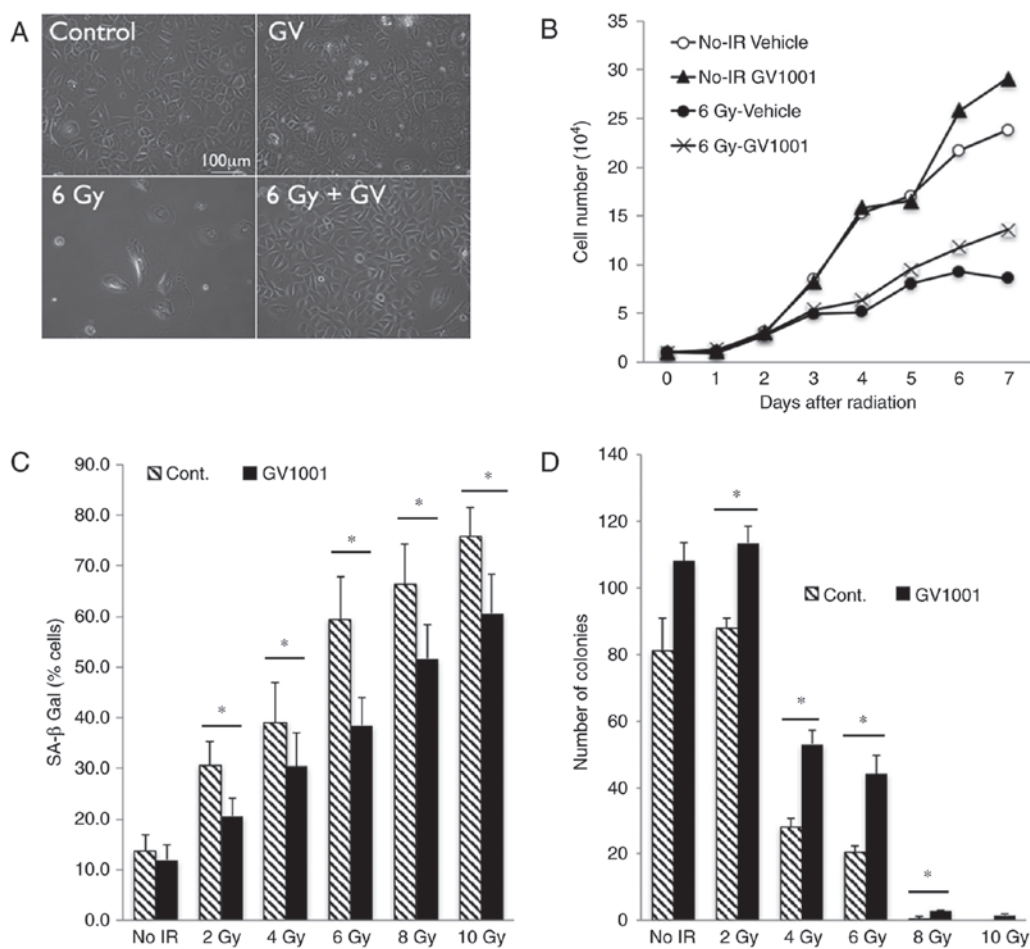 A
Control
GV
100μm
6 Gy
6 Gy + GV
B
No-IR Vehicle
No-IR GV1001
6 Gy-Vehicle
6 Gy-GV1001
Cell number (10⁴)
35
30
25
20
15
10
5
0
0 1 2 3 4 5 6 7
Days after radiation
C
Cont. GV1001
SA-β Gal (% cells)
90.0
80.0
70.0
60.0
50.0
40.0
30.0
20.0
10.0
0.0
* * * * *
No IR 2 Gy 4 Gy 6 Gy 8 Gy 10 Gy
D
Cont. GV1001
Number of colonies
140
120
100
80
60
40
20
0
* * * *
No IR 2 Gy 4 Gy 6 Gy 8 Gy 10 Gy